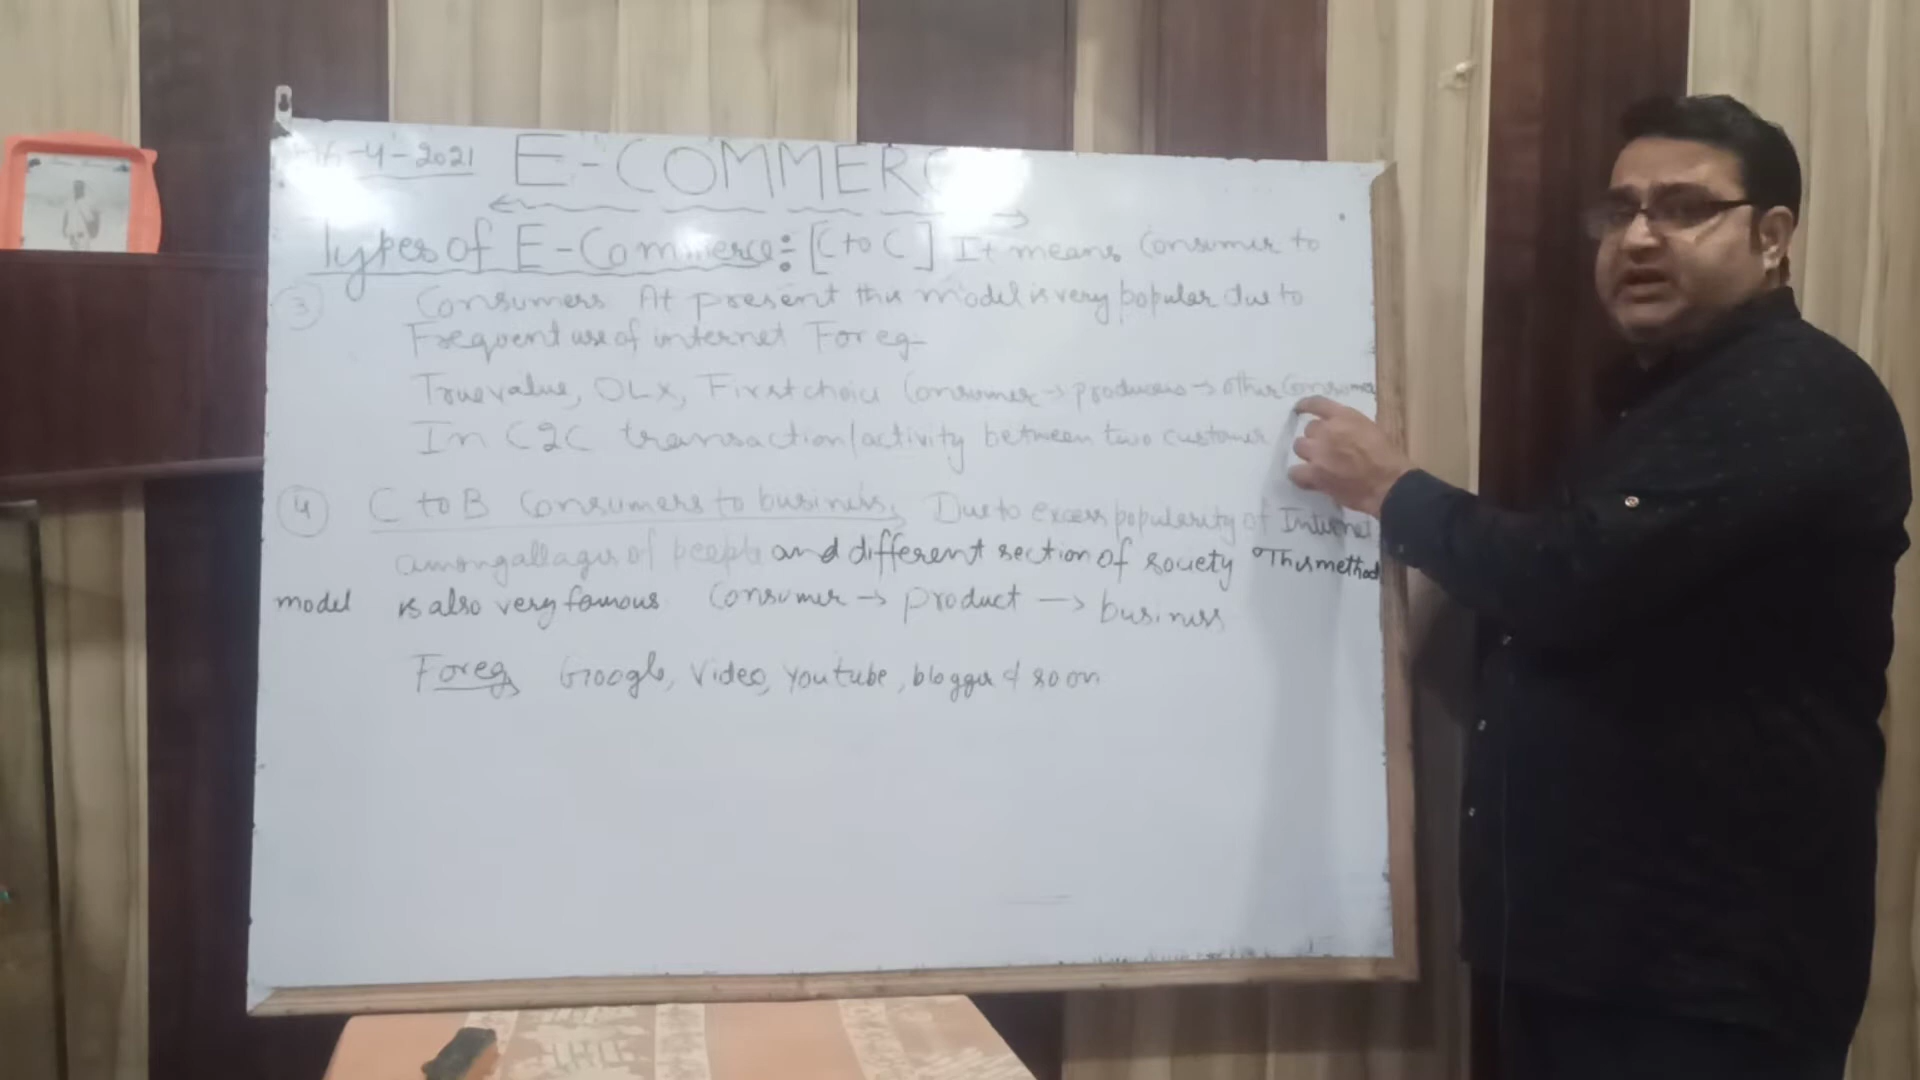 -4-2021 E-COMMERC
Types of E-Commerce: [C to C] It means Consumer to
③ Consumers. At present this model is very popular due to
Frequent use of internet For eg-
Truevalue, OLX, First choice Consumer → producers → other Consumer
In C2C transaction/activity between two customer
④ C to B Consumers to business, Due to excess popularity of Internet
among all ages of people and different section of society This method
model is also very famous. Consumer → product → business
For eg, Google, Video, Youtube, blogger & so on